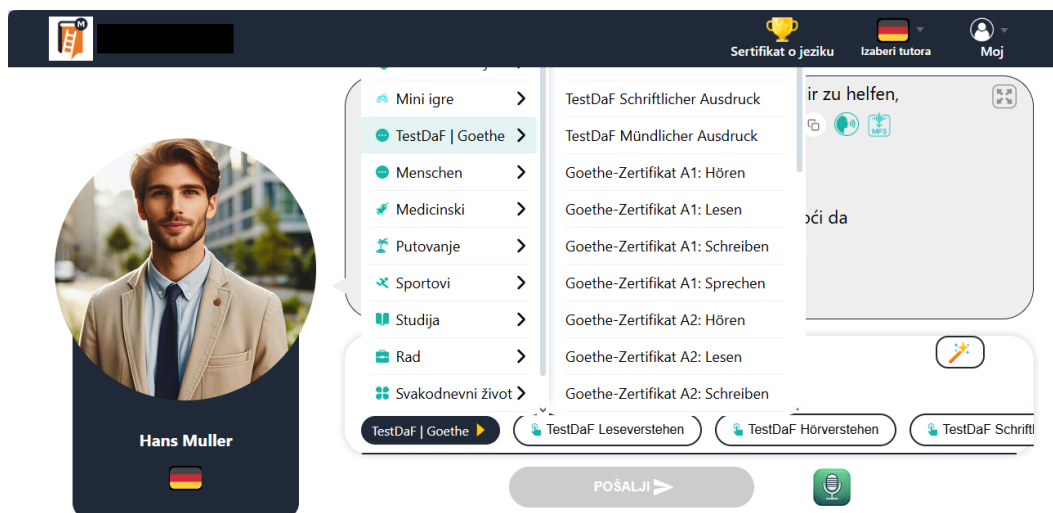 M
Sertifikat o jeziku
Izaberi tutora
Moj
Mini igre
TestDaF | Goethe
Menschen
Medicinski
Putovanje
Sportovi
Studija
Rad
Svakodnevni život
TestDaF Schriftlicher Ausdruck
TestDaF Mündlicher Ausdruck
Goethe-Zertifikat A1: Hören
Goethe-Zertifikat A1: Lesen
Goethe-Zertifikat A1: Schreiben
Goethe-Zertifikat A1: Sprechen
Goethe-Zertifikat A2: Hören
Goethe-Zertifikat A2: Lesen
Goethe-Zertifikat A2: Schreiben
ir zu helfen,
MP3
oći da
Hans Muller
TestDaF | Goethe
TestDaF Leseverstehen
TestDaF Hörverstehen
TestDaF Schriftl
POŠALJI